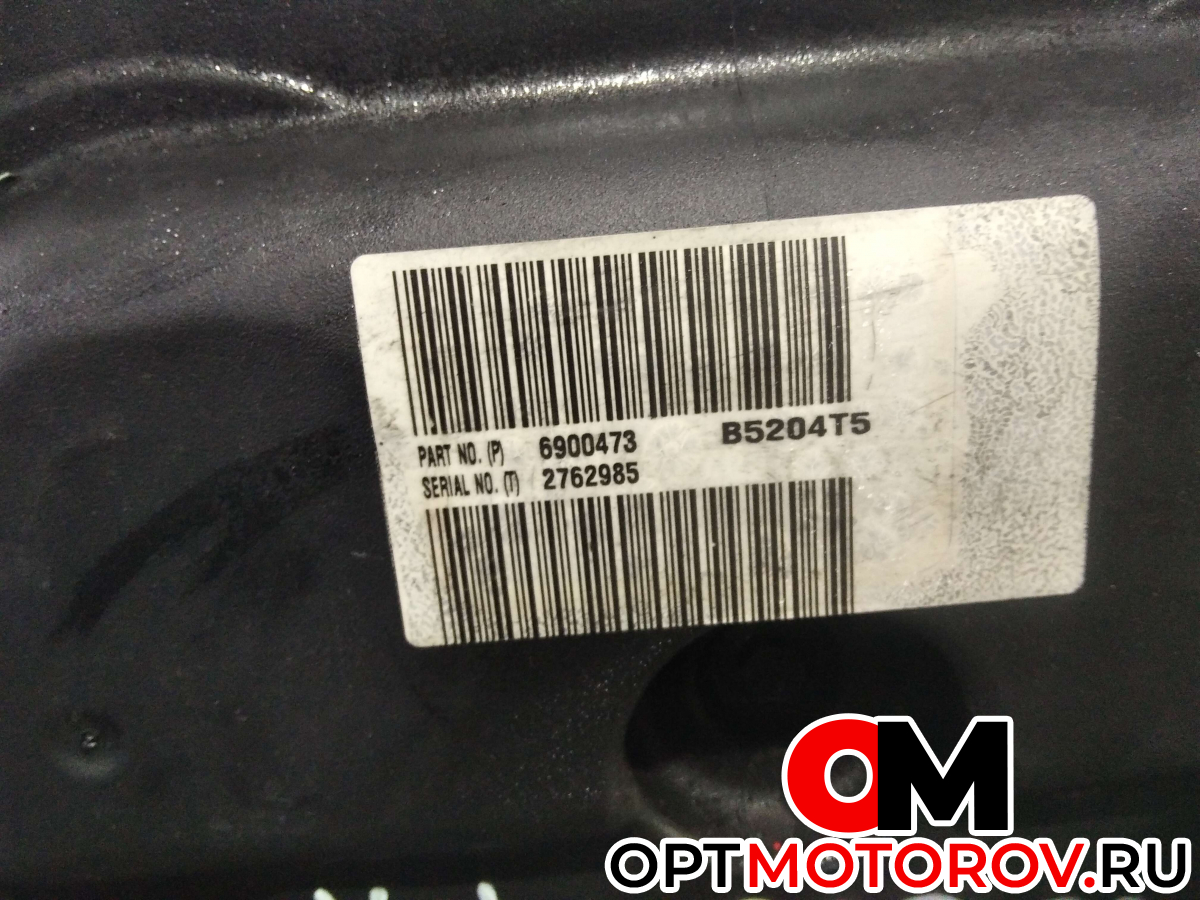 PART NO. (P) 6900473 B5204T5
SERIAL NO. (T) 2762985
OM
OPTMOTOROV.RU